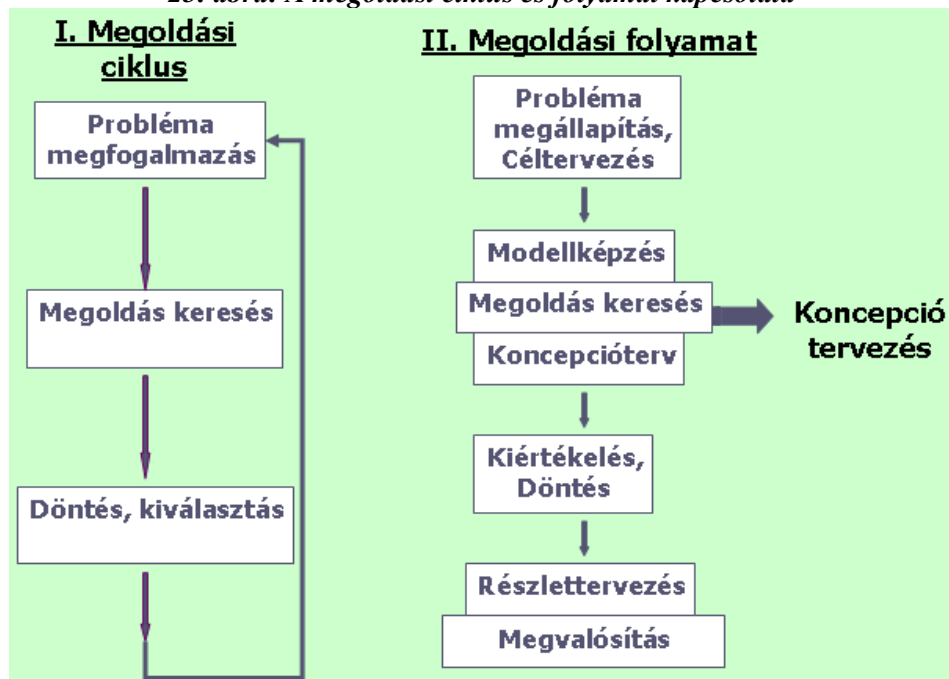 I. Megoldási
ciklus
Probléma
megfogalmazás
Megoldás keresés
Döntés, kiválasztás
II. Megoldási folyamat
Probléma
megállapítás,
Céltervezés
Modellképzés
Megoldás keresés
Koncepcióterv
Koncepció
tervezés
Kiértékelés,
Döntés
Részlettervezés
Megvalósítás